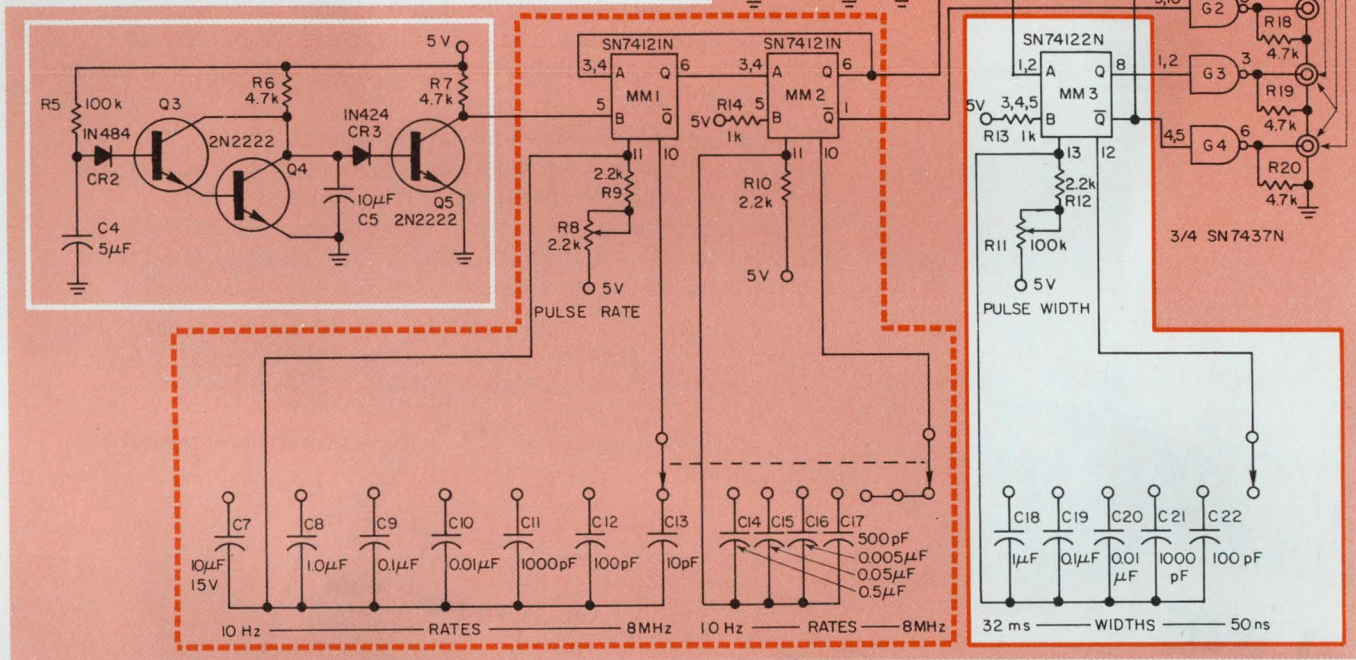 5 V
R5
100 k
Q3
IN484
CR2
2N2222
Q4
R6
4.7k
IN424
CR3
R7
4.7k
10µF
C5
Q5
2N2222
C4
5µF
SN74121N
3,4
A
Q
6
MM1
5
B
Q̅
11
10
2.2k
R9
R8
2.2k
5 V
PULSE RATE
SN74121N
3,4
A
Q
6
MM2
R14
5
5V
1k
B
Q̅
1
11
10
R10
2.2k
5 V
SN74122N
1,2
A
Q
8
MM3
5V
3,4,5
R13
1k
B
Q̅
13
12
2.2k
R12
R11
100k
5 V
PULSE WIDTH
G2
R18
4.7k
1,2
G3
3
R19
4.7k
4,5
G4
6
R20
4.7k
3/4 SN7437N
C7
10µF
15V
C8
1.0µF
C9
0.1µF
C10
0.01µF
C11
1000pF
C12
100pF
C13
10pF
10 Hz
RATES
8MHz
C14
C15
C16
C17
500pF
0.005µF
0.05µF
0.5µF
10 Hz
RATES
8MHz
C18
1µF
C19
0.1µF
C20
0.01
µF
C21
1000
pF
C22
100 pF
32 ms
WIDTHS
50ns